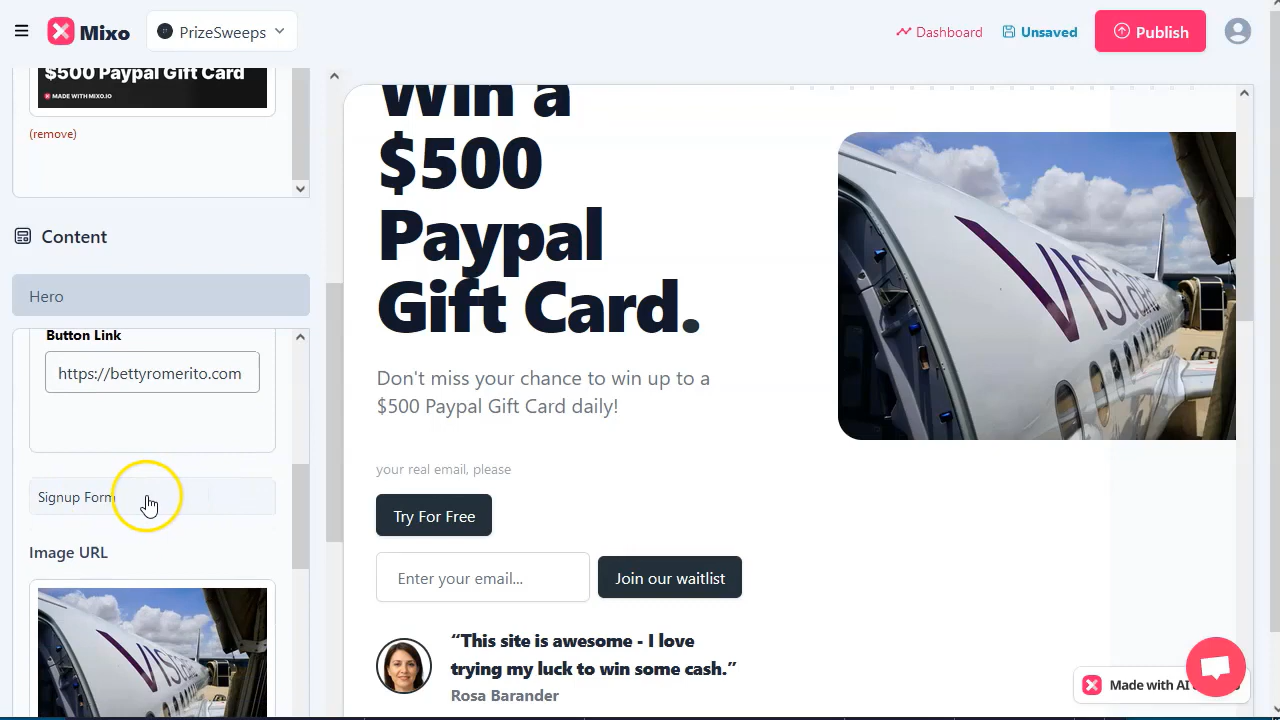 Mixo
PrizeSweeps
Dashboard
Unsaved
Publish
$500 Paypal Gift Card
MADE WITH MIXO.IO
(remove)
Content
Hero
Button Link
https://bettyromerito.com
Signup Form
Image URL
Win a
$500
Paypal
Gift Card.
Don't miss your chance to win up to a
$500 Paypal Gift Card daily!
your real email, please
Try For Free
Enter your email...
Join our waitlist
“This site is awesome - I love
trying my luck to win some cash.”
Rosa Barander
Made with AI